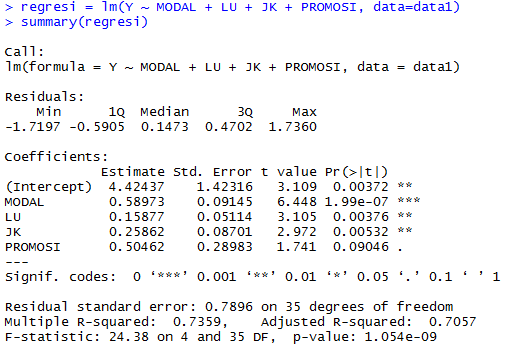 > regresi = lm(Y ~ MODAL + LU + JK + PROMOSI, data=data1)
> summary(regresi)
Call:
lm(formula = Y ~ MODAL + LU + JK + PROMOSI, data = data1)
Residuals:
    Min      1Q  Median      3Q     Max
-1.7197 -0.5905  0.1473  0.4702  1.7360
Coefficients:
            Estimate Std. Error t value Pr(>|t|)
(Intercept)  4.42437    1.42316   3.109  0.00372 **
MODAL        0.58973    0.09145   6.448 1.99e-07 ***
LU           0.15877    0.05114   3.105  0.00376 **
JK           0.25862    0.08701   2.972  0.00532 **
PROMOSI      0.50462    0.28983   1.741  0.09046 .
---
Signif. codes:  0 ‘***’ 0.001 ‘**’ 0.01 ‘*’ 0.05 ‘.’ 0.1 ‘ ’ 1
Residual standard error: 0.7896 on 35 degrees of freedom
Multiple R-squared:  0.7359,    Adjusted R-squared:  0.7057
F-statistic: 24.38 on 4 and 35 DF,  p-value: 1.054e-09